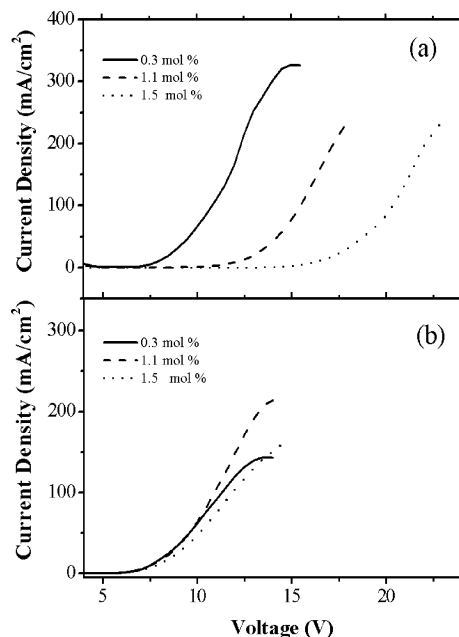 400
(a)
0.3 mol %
1.1 mol %
1.5 mol %
300
200
100
0
Current Density (mA/cm²)
(b)
300
0.3 mol %
1.1 mol %
1.5 mol %
200
100
0
Current Density (mA/cm²)
5 10 15 20
Voltage (V)